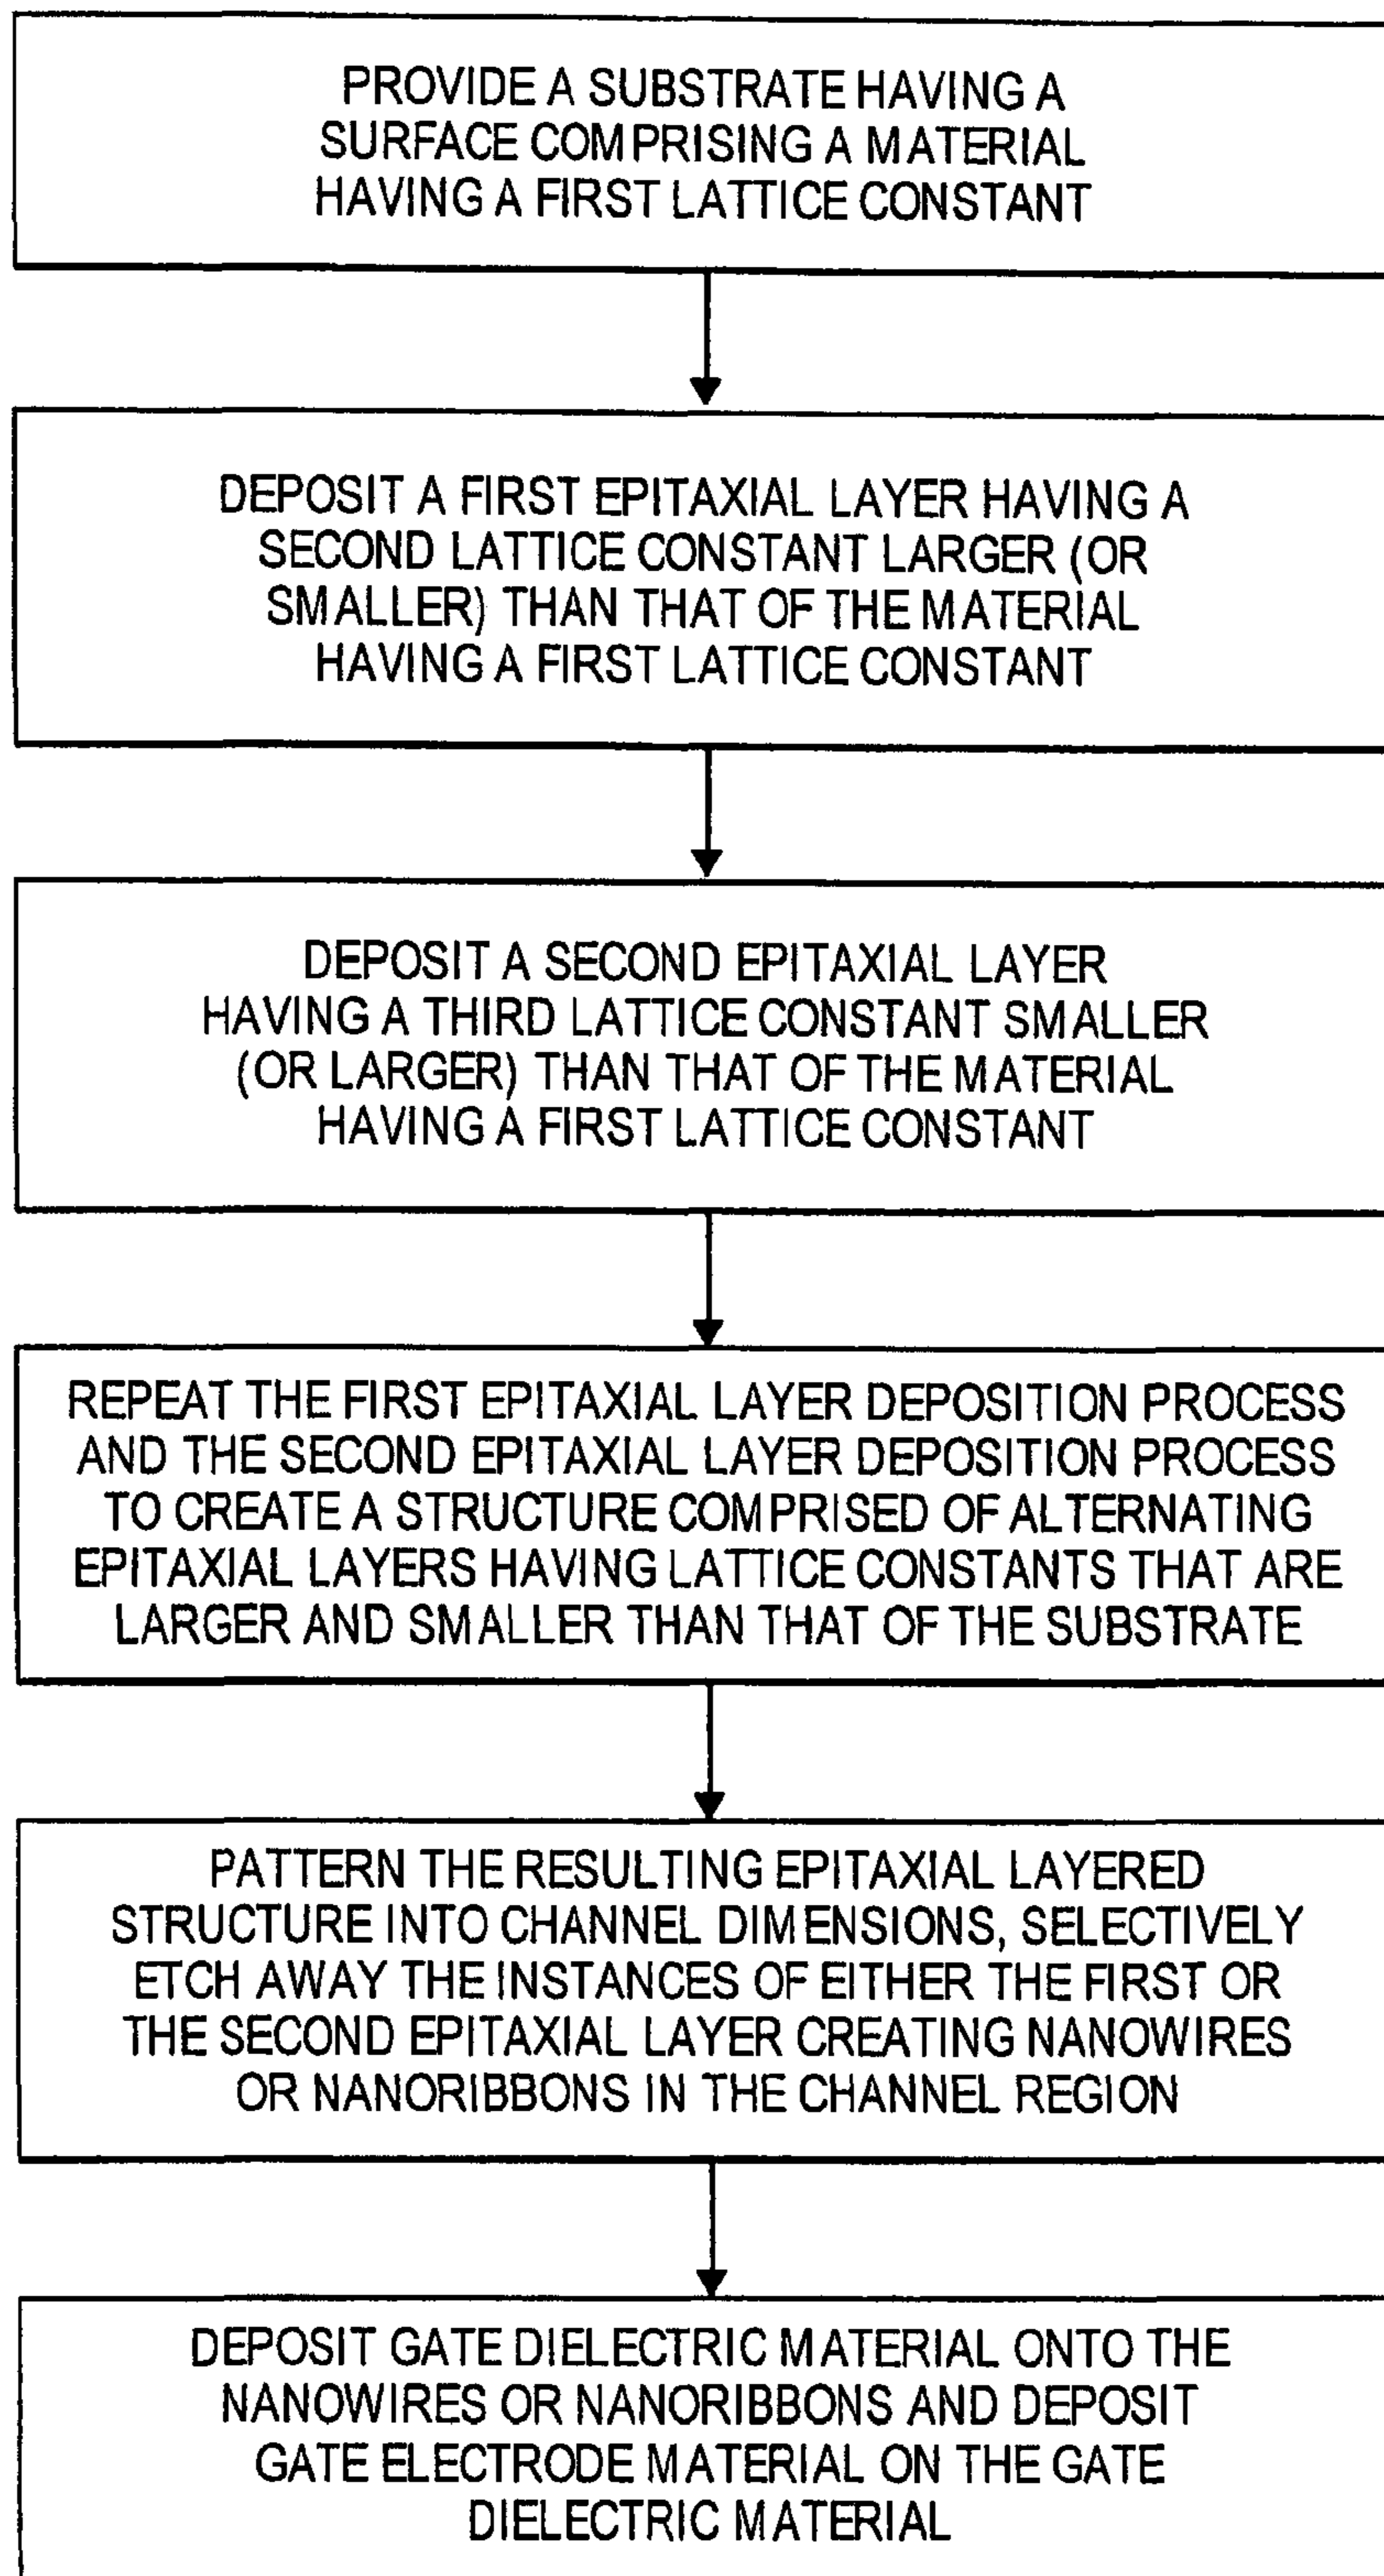 PROVIDE A SUBSTRATE HAVING A
SURFACE COMPRISING A MATERIAL
HAVING A FIRST LATTICE CONSTANT
DEPOSIT A FIRST EPITAXIAL LAYER HAVING A
SECOND LATTICE CONSTANT LARGER (OR
SMALLER) THAN THAT OF THE MATERIAL
HAVING A FIRST LATTICE CONSTANT
DEPOSIT A SECOND EPITAXIAL LAYER
HAVING A THIRD LATTICE CONSTANT SMALLER
(OR LARGER) THAN THAT OF THE MATERIAL
HAVING A FIRST LATTICE CONSTANT
REPEAT THE FIRST EPITAXIAL LAYER DEPOSITION PROCESS
AND THE SECOND EPITAXIAL LAYER DEPOSITION PROCESS
TO CREATE A STRUCTURE COMPRISED OF ALTERNATING
EPITAXIAL LAYERS HAVING LATTICE CONSTANTS THAT ARE
LARGER AND SMALLER THAN THAT OF THE SUBSTRATE
PATTERN THE RESULTING EPITAXIAL LAYERED
STRUCTURE INTO CHANNEL DIMENSIONS, SELECTIVELY
ETCH AWAY THE INSTANCES OF EITHER THE FIRST OR
THE SECOND EPITAXIAL LAYER CREATING NANOWIRES
OR NANORIBBONS IN THE CHANNEL REGION
DEPOSIT GATE DIELECTRIC MATERIAL ONTO THE
NANOWIRES OR NANORIBBONS AND DEPOSIT
GATE ELECTRODE MATERIAL ON THE GATE
DIELECTRIC MATERIAL